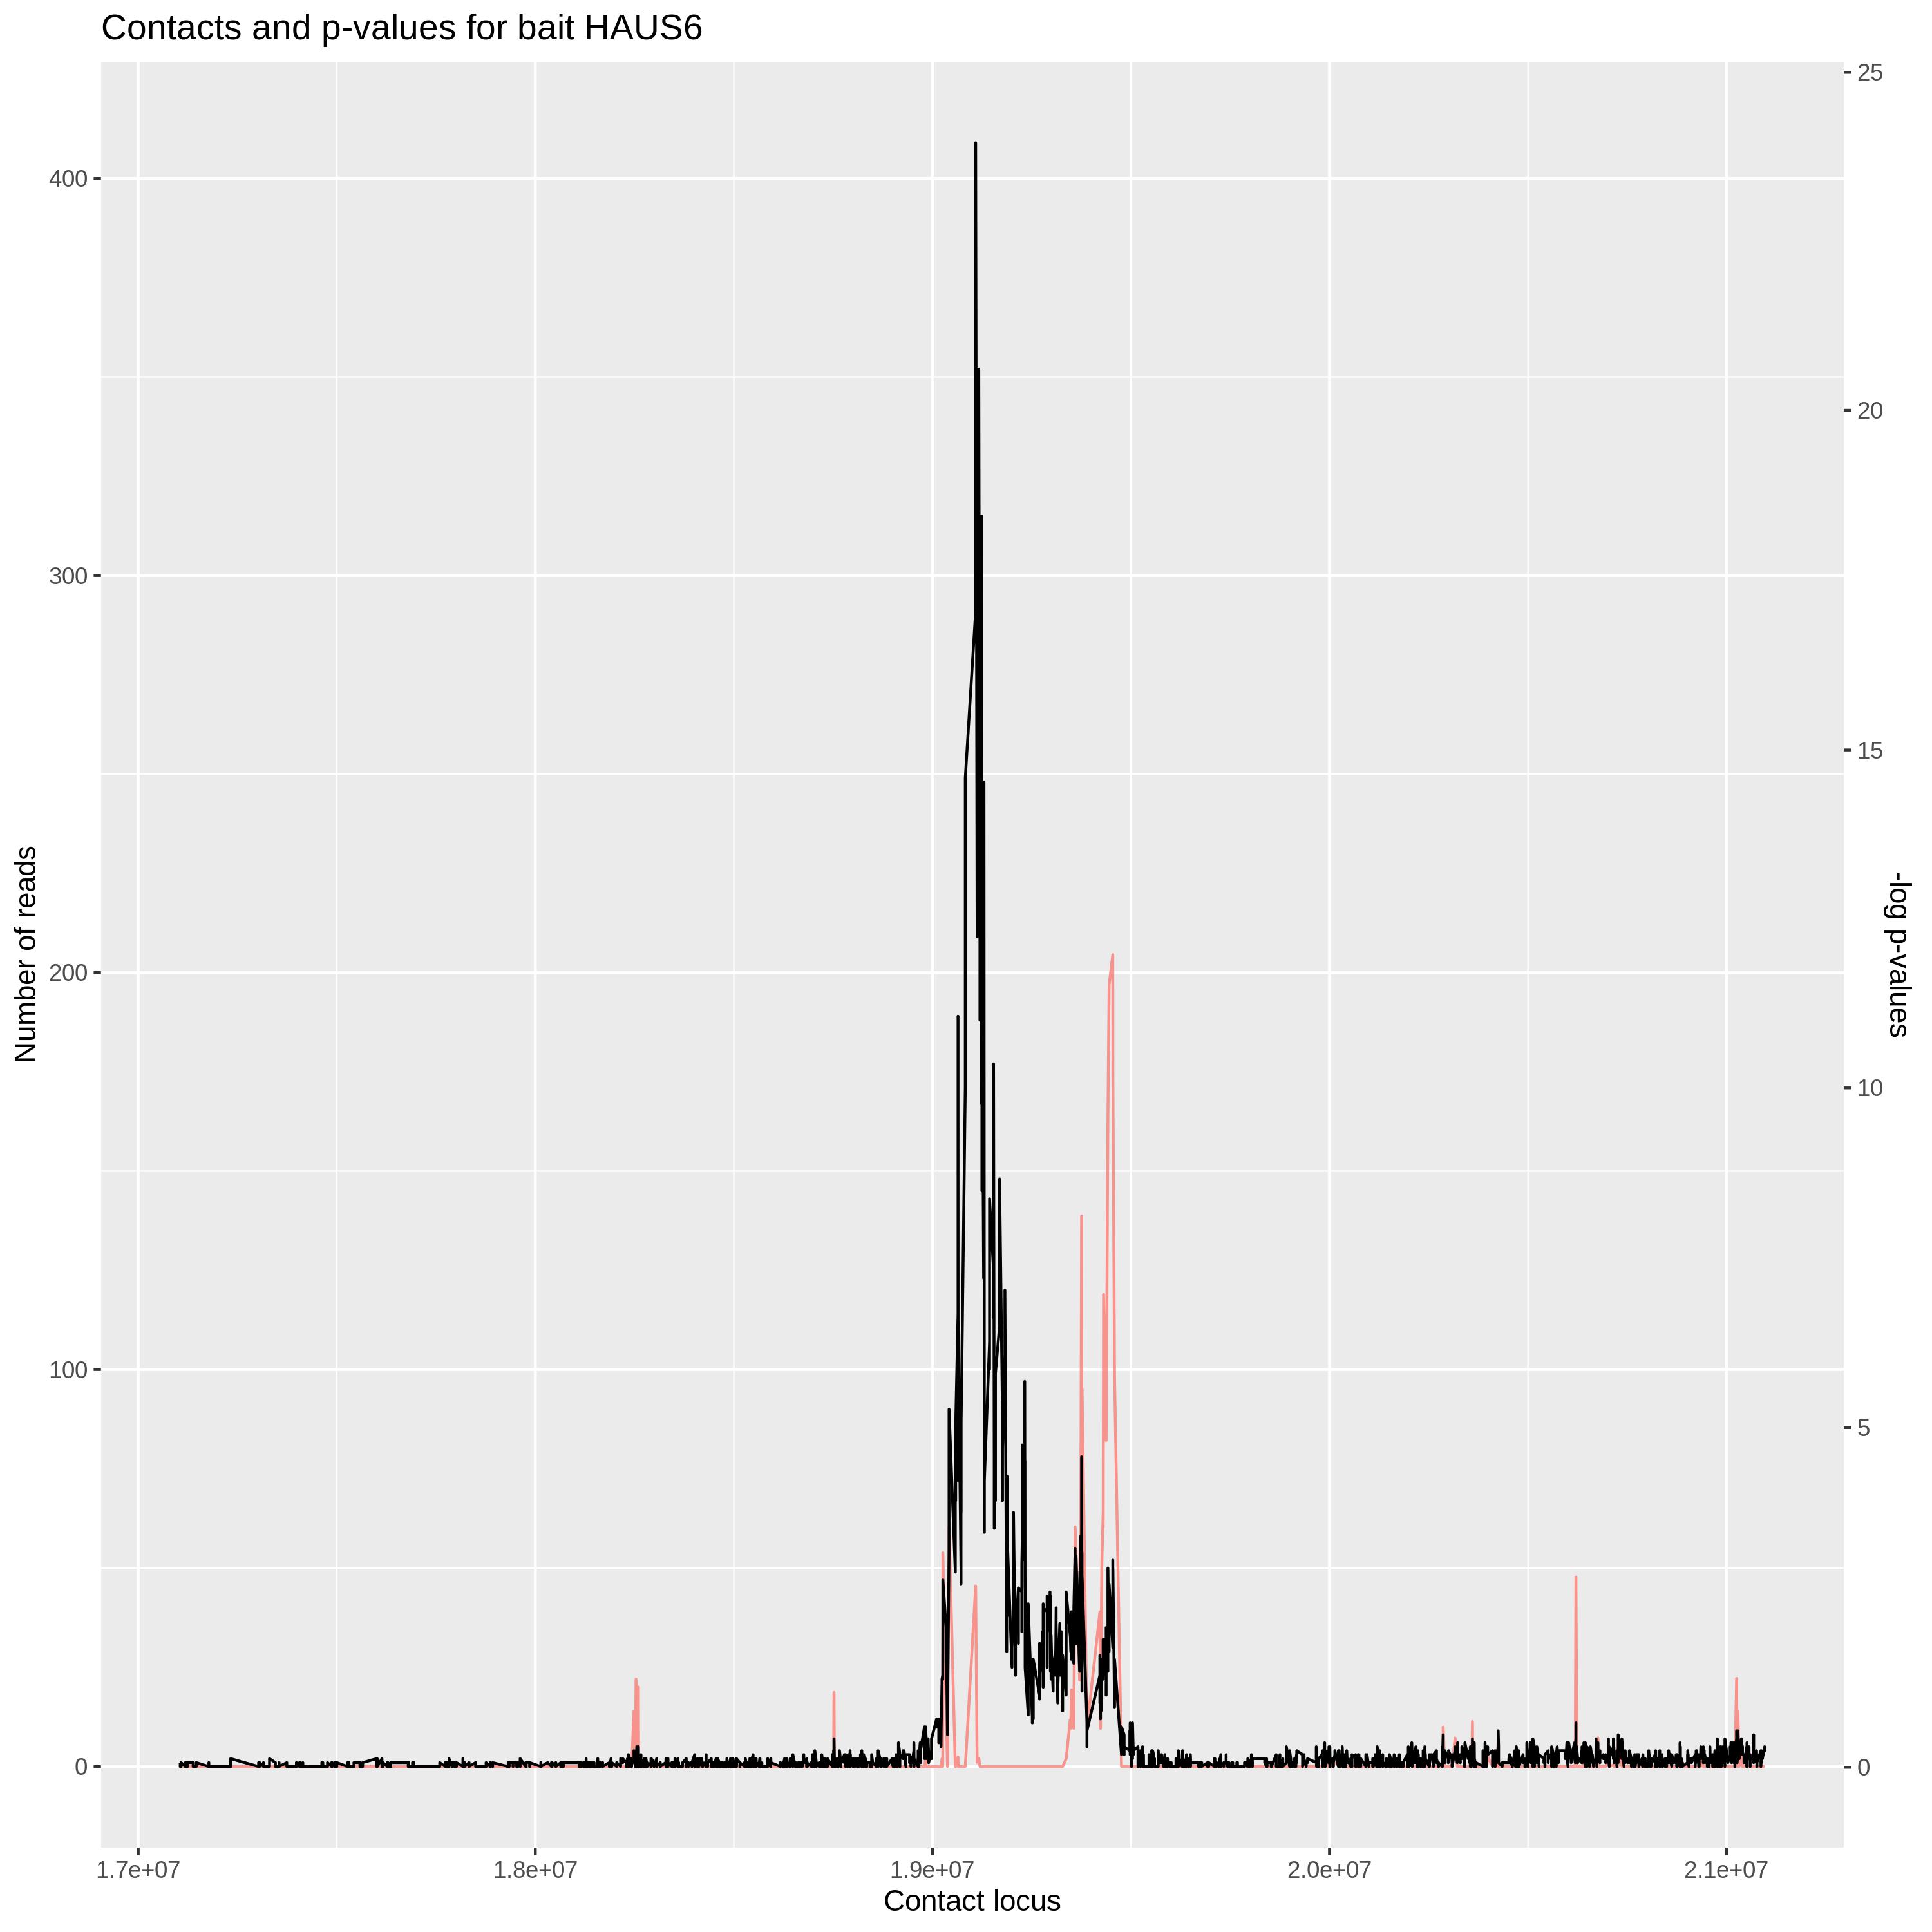 Contacts and p-values for bait HAUS6
400
300
200
100
0
Number of reads
25
20
15
10
5
0
-log p-values
1.7e+07
1.8e+07
1.9e+07
2.0e+07
2.1e+07
Contact locus